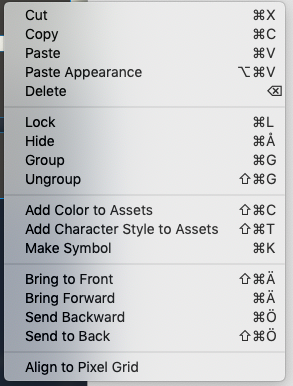 Cut ⌘X
Copy ⌘C
Paste ⌘V
Paste Appearance ⌥⌘V
Delete ⌫
Lock ⌘L
Hide ⌘Å
Group ⌘G
Ungroup ⇧⌘G
Add Color to Assets ⇧⌘C
Add Character Style to Assets ⇧⌘T
Make Symbol ⌘K
Bring to Front ⇧⌘Ä
Bring Forward ⌘Ä
Send Backward ⌘Ö
Send to Back ⇧⌘Ö
Align to Pixel Grid